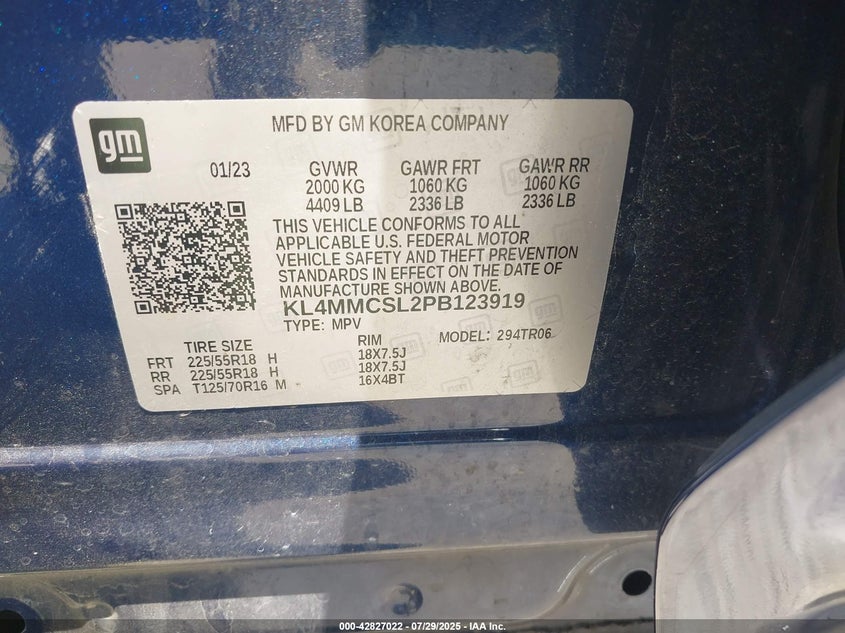 gm
MFD BY GM KOREA COMPANY
01/23 GVWR GAWR FRT GAWR RR
2000 KG 1060 KG 1060 KG
4409 LB 2336 LB 2336 LB
THIS VEHICLE CONFORMS TO ALL
APPLICABLE U.S. FEDERAL MOTOR
VEHICLE SAFETY AND THEFT PREVENTION
STANDARDS IN EFFECT ON THE DATE OF
MANUFACTURE SHOWN ABOVE.
KL4MMCSL2PB123919
TYPE: MPV MODEL: 294TR06
TIRE SIZE RIM
FRT 225/55R18 H 18X7.5J
RR 225/55R18 H 18X7.5J
SPA T125/70R16 M 16X4BT
000-42827022 - 07/29/2025 - IAA Inc.